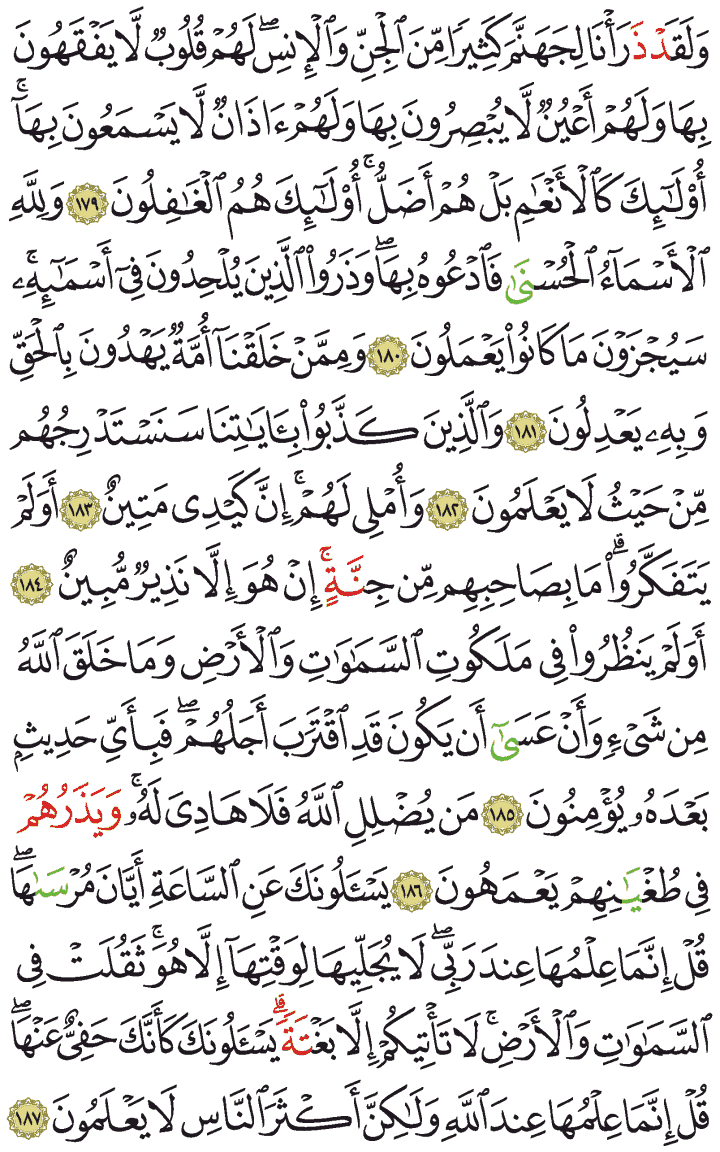 وَلَقَدۡ ذَرَأۡنَا لِجَهَنَّمَ كَثِيرٗا مِّنَ ٱلۡجِنِّ وَٱلۡإِنسِۖ لَهُمۡ قُلُوبٞ لَّا يَفۡقَهُونَ
بِهَا وَلَهُمۡ أَعۡيُنٞ لَّا يُبۡصِرُونَ بِهَا وَلَهُمۡ ءَاذَانٞ لَّا يَسۡمَعُونَ بِهَآۚ
أُوْلَٰٓئِكَ كَٱلۡأَنۡعَٰمِ بَلۡ هُمۡ أَضَلُّۚ أُوْلَٰٓئِكَ هُمُ ٱلۡغَٰفِلُونَ ١٧٩ وَلِلَّهِ
ٱلۡأَسۡمَآءُ ٱلۡحُسۡنَىٰ فَٱدۡعُوهُ بِهَاۖ وَذَرُواْ ٱلَّذِينَ يُلۡحِدُونَ فِيٓ أَسۡمَٰٓئِهِۦۚ
سَيُجۡزَوۡنَ مَا كَانُواْ يَعۡمَلُونَ ١٨٠ وَمِمَّنۡ خَلَقۡنَآ أُمَّةٞ يَهۡدُونَ بِٱلۡحَقِّ
وَبِهِۦ يَعۡدِلُونَ ١٨١ وَٱلَّذِينَ كَذَّبُواْ بِـَٔايَٰتِنَا سَنَسۡتَدۡرِجُهُم
مِّنۡ حَيۡثُ لَا يَعۡلَمُونَ ١٨٢ وَأُمۡلِي لَهُمۡۚ إِنَّ كَيۡدِي مَتِينٌ ١٨٣ أَوَلَمۡ
يَتَفَكَّرُواْۗ مَا بِصَاحِبِهِم مِّن جِنَّةٍۚ إِنۡ هُوَ إِلَّا نَذِيرٞ مُّبِينٌ ١٨٤
أَوَلَمۡ يَنظُرُواْ فِي مَلَكُوتِ ٱلسَّمَٰوَٰتِ وَٱلۡأَرۡضِ وَمَا خَلَقَ ٱللَّهُ
مِن شَيۡءٖ وَأَنۡ عَسَىٰٓ أَن يَكُونَ قَدِ ٱقۡتَرَبَ أَجَلُهُمۡۖ فَبِأَيِّ حَدِيثِۭ
بَعۡدَهُۥ يُؤۡمِنُونَ ١٨٥ مَن يُضۡلِلِ ٱللَّهُ فَلَا هَادِيَ لَهُۥۚ وَيَذَرُهُمۡ
فِي طُغۡيَٰنِهِمۡ يَعۡمَهُونَ ١٨٦ يَسۡـَٔلُونَكَ عَنِ ٱلسَّاعَةِ أَيَّانَ مُرۡسَىٰهَاۖ
قُلۡ إِنَّمَا عِلۡمُهَا عِندَ رَبِّيۖ لَا يُجَلِّيهَا لِوَقۡتِهَآ إِلَّا هُوَۚ ثَقُلَتۡ فِي
ٱلسَّمَٰوَٰتِ وَٱلۡأَرۡضِۚ لَا تَأۡتِيكُمۡ إِلَّا بَغۡتَةٗۗ يَسۡـَٔلُونَكَ كَأَنَّكَ حَفِيٌّ عَنۡهَاۖ
قُلۡ إِنَّمَا عِلۡمُهَا عِندَ ٱللَّهِ وَلَٰكِنَّ أَكۡثَرَ ٱلنَّاسِ لَا يَعۡلَمُونَ ١٨٧